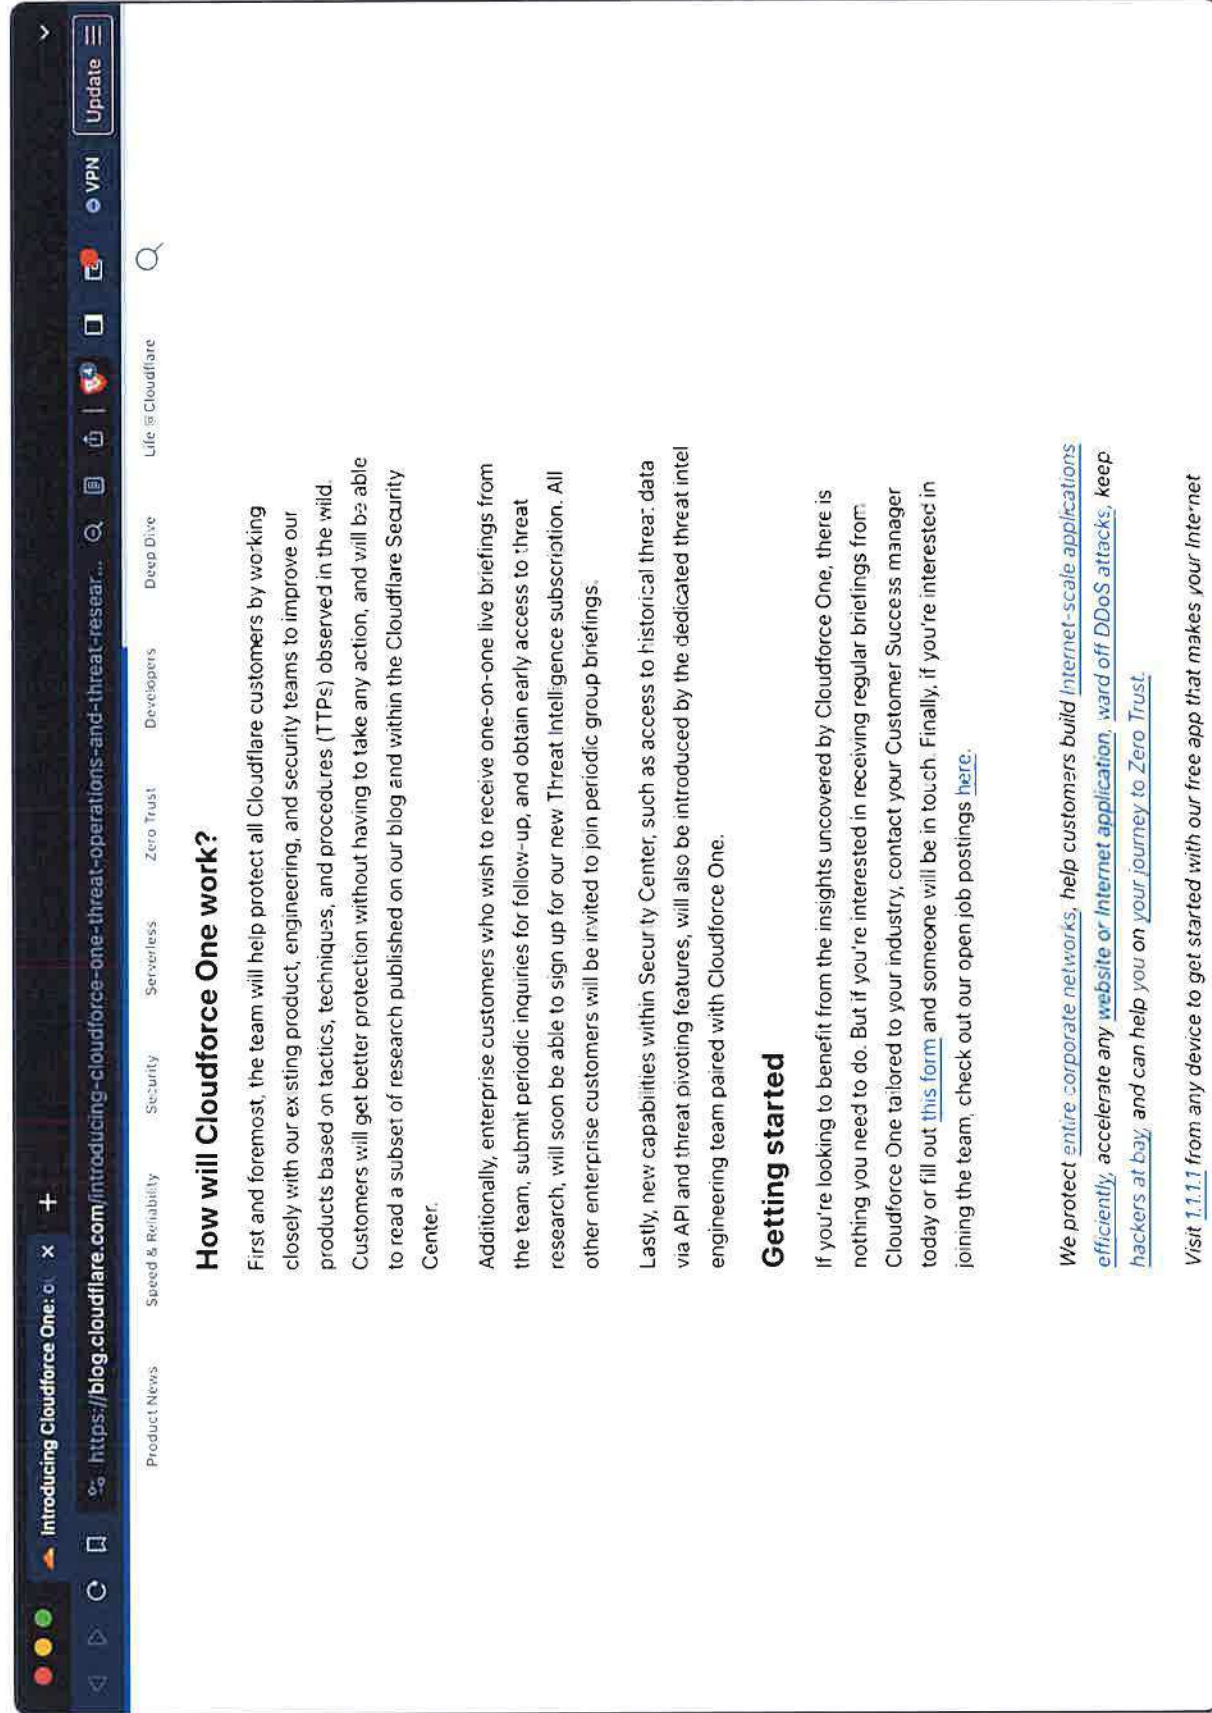 Introducing Cloudforce One:
https://blog.cloudflare.com/introducing-cloudforce-one-threat-operations-and-threat-resear...
VPN
Update
Product News
Speed & Reliability
Security
Serverless
Zero Trust
Developers
Deep Dive
Life @Cloudflare
How will Cloudforce One work?
First and foremost, the team will help protect all Cloudflare customers by working
closely with our existing product, engineering, and security teams to improve our
products based on tactics, techniques, and procedures (TTPs) observed in the wild.
Customers will get better protection without having to take any action, and will be able
to read a subset of research published on our blog and within the Cloudflare Security
Center.
Additionally, enterprise customers who wish to receive one-on-one live briefings from
the team, submit periodic inquiries for follow-up, and obtain early access to threat
research, will soon be able to sign up for our new Threat Intelligence subscription. All
other enterprise customers will be invited to join periodic group briefings.
Lastly, new capabilities within Security Center, such as access to historical threat data
via API and threat pivoting features, will also be introduced by the dedicated threat intel
engineering team paired with Cloudforce One.
Getting started
If you're looking to benefit from the insights uncovered by Cloudforce One, there is
nothing you need to do. But if you're interested in receiving regular briefings from
Cloudforce One tailored to your industry, contact your Customer Success manager
today or fill out this form and someone will be in touch. Finally, if you're interested in
joining the team, check out our open job postings here.
We protect entire corporate networks, help customers build Internet-scale applications
efficiently, accelerate any website or Internet application, ward off DDoS attacks, keep
hackers at bay, and can help you on your journey to Zero Trust.
Visit 1.1.1.1 from any device to get started with our free app that makes your Internet